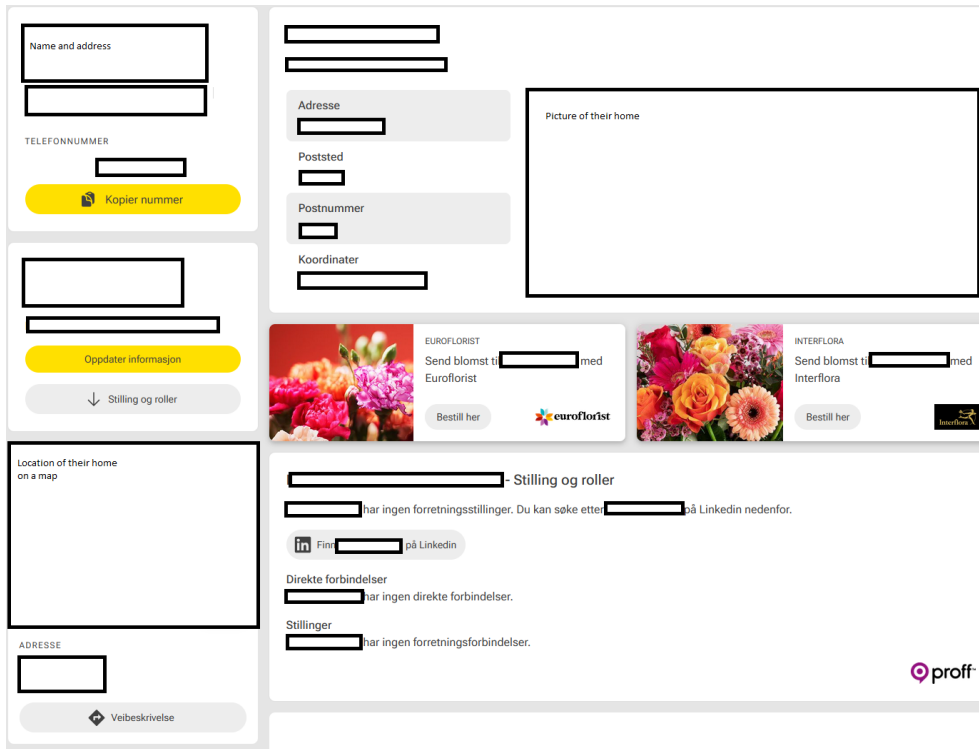 Name and address
TELEFONNUMMER
Kopier nummer
Oppdater informasjon
Stilling og roller
Location of their home
on a map
ADRESSE
Veibeskrivelse
Adresse
Poststed
Postnummer
Koordinater
Picture of their home
EUROFLORIST
Send blomst ti med
Euroflorist
Bestill her
euroflorist
INTERFLORA
Send blomst ti med
Interflora
Bestill her
Interflora
- Stilling og roller
har ingen forretningsstillinger. Du kan søke etter på Linkedin nedenfor.
in Finn på Linkedin
Direkte forbindelser
har ingen direkte forbindelser.
Stillinger
har ingen forretningsforbindelser.
proff